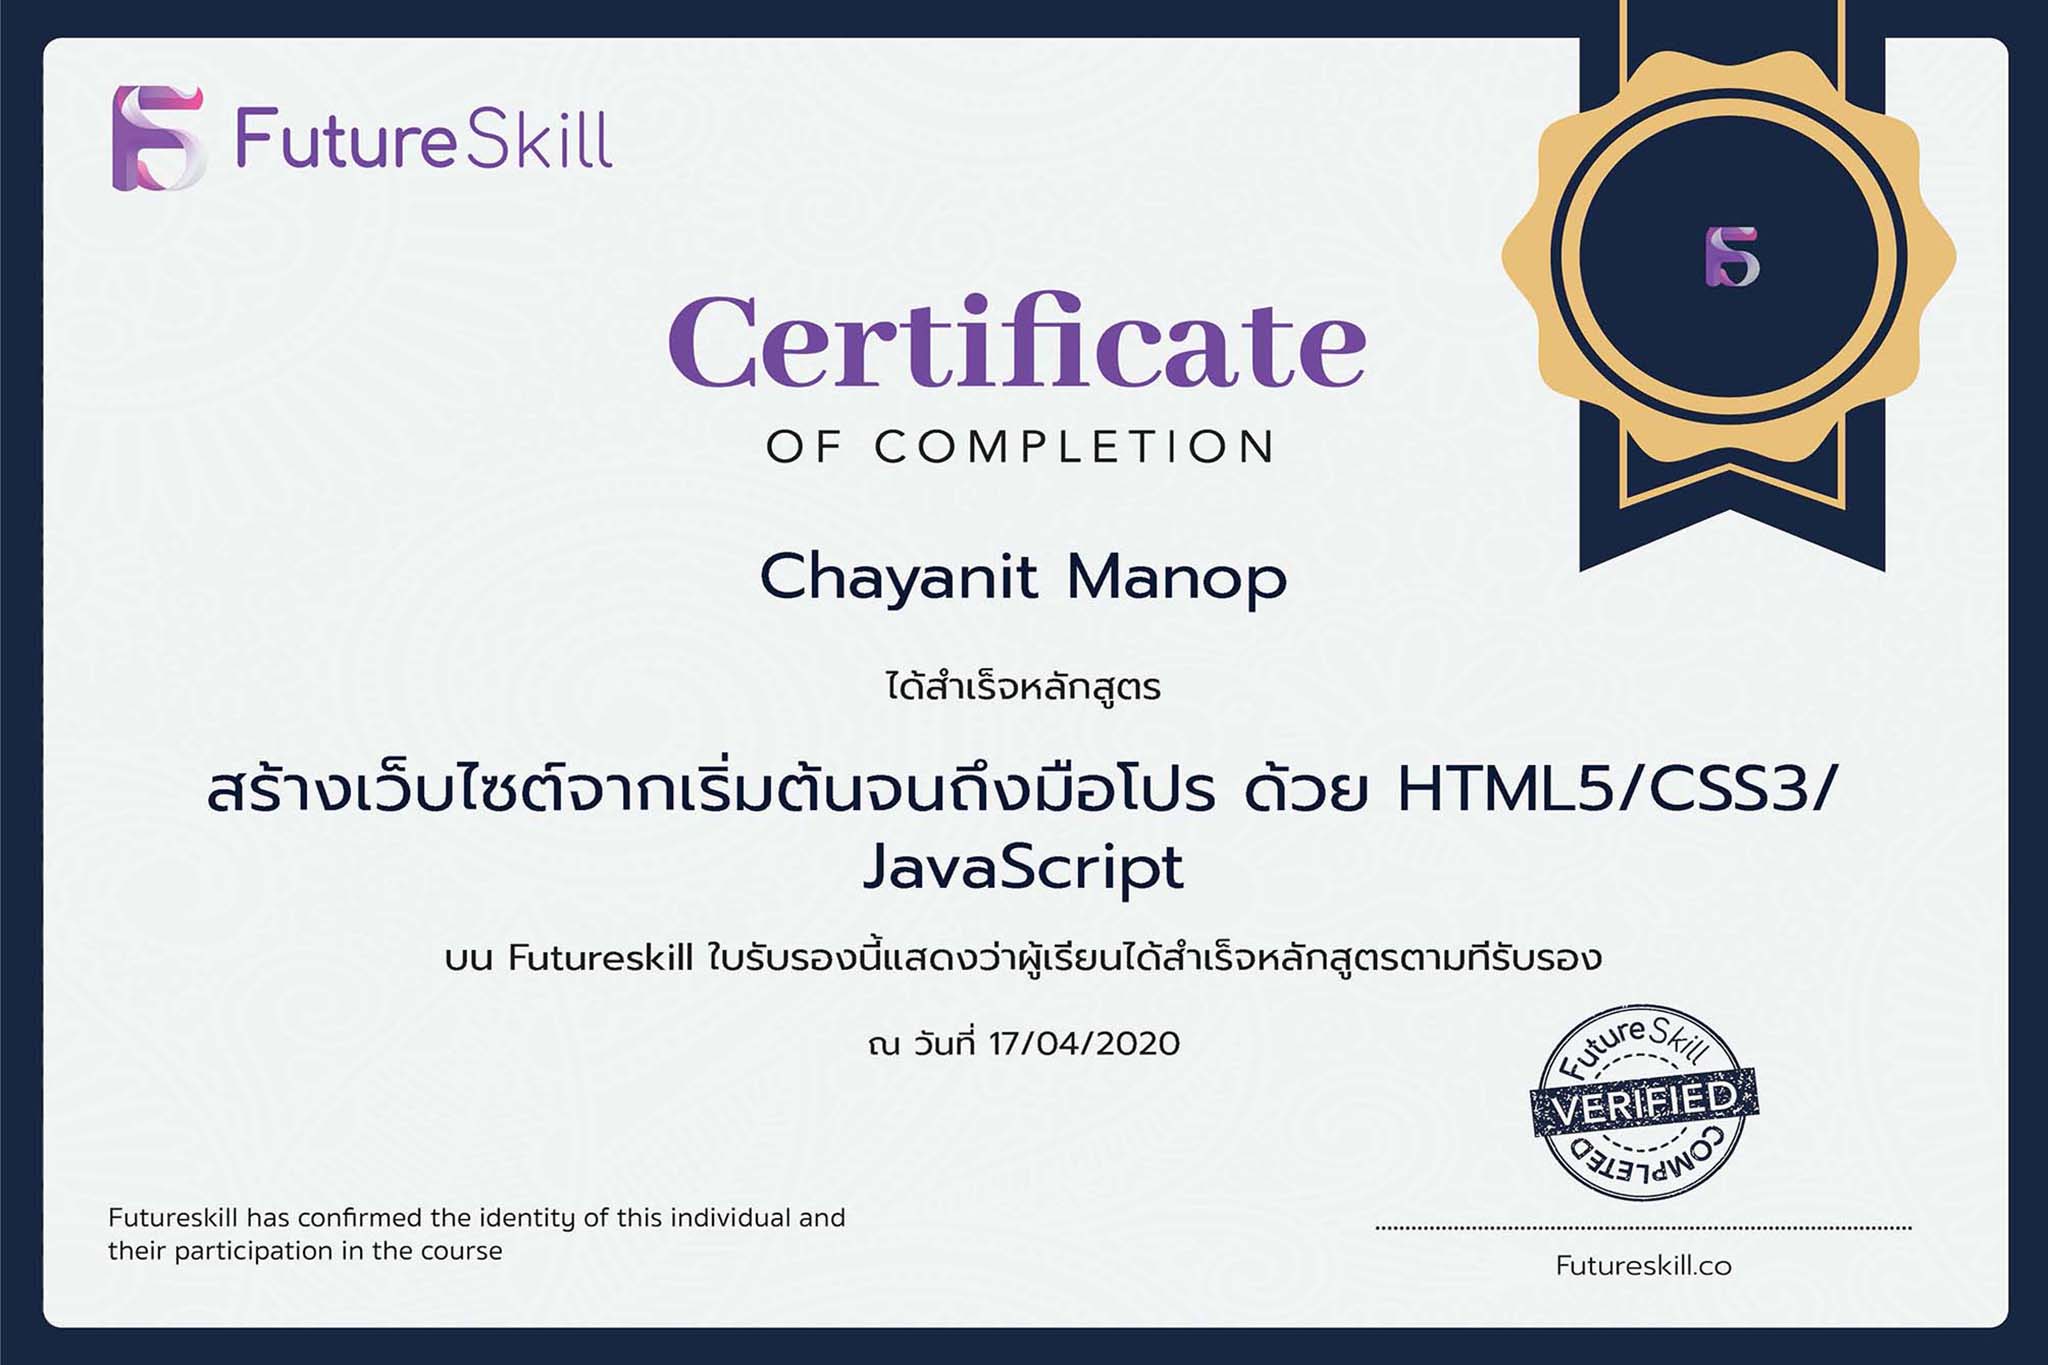 FutureSkill
Certificate
OF COMPLETION
Chayanit Manop
ได้สำเร็จหลักสูตร
สร้างเว็บไซต์จากเริ่มต้นจนถึงมือโปร ด้วย HTML5/CSS3/
JavaScript
บน Futureskill ใบรับรองนี้แสดงว่าผู้เรียนได้สำเร็จหลักสูตรตามที่รับรอง
ณ วันที่ 17/04/2020
FutureSkill
VERIFIED
COMPLETED
Futureskill has confirmed the identity of this individual and
their participation in the course
Futureskill.co